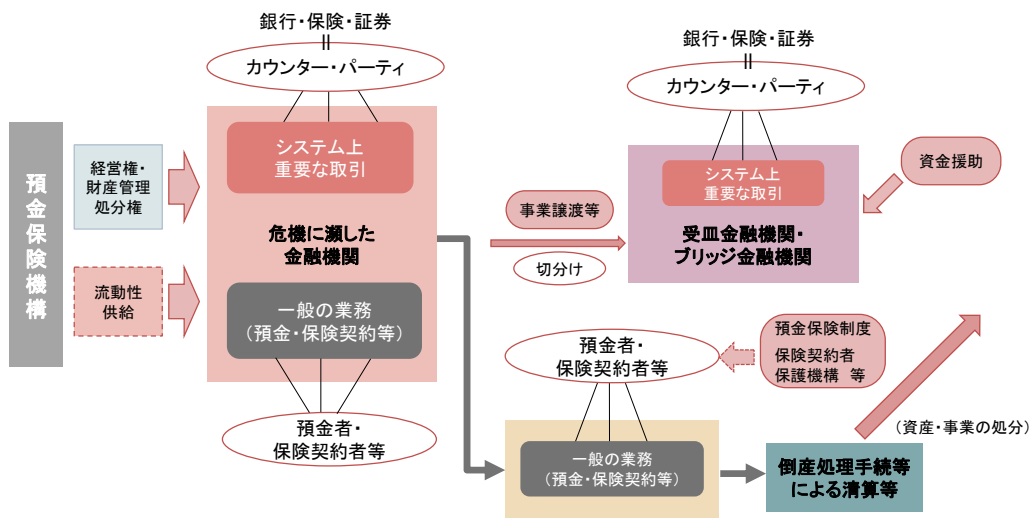 預金保険機構
経営権・
財産管理
処分権
流動性
供給
銀行・保険・証券
||
カウンター・パーティ
システム上
重要な取引
危機に瀕した
金融機関
一般の業務
(預金・保険契約等)
預金者・
保険契約者等
事業譲渡等
切分け
銀行・保険・証券
||
カウンター・パーティ
システム上
重要な取引
受皿金融機関・
ブリッジ金融機関
資金援助
預金者・
保険契約者等
預金保険制度
保険契約者
保護機構 等
一般の業務
(預金・保険契約等)
(資産・事業の処分)
倒産処理手続等
による清算等